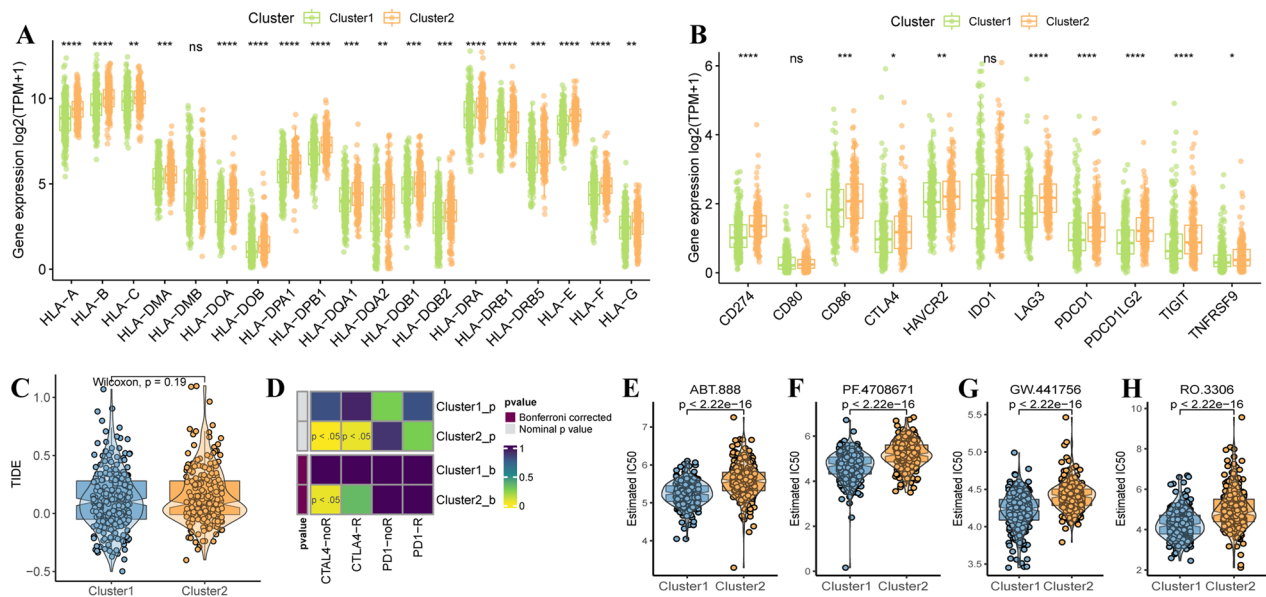 A
Cluster Cluster1 Cluster2
**** **** ** *** ns **** **** **** **** *** ** *** *** **** **** *** **** **** **
Gene expression log2(TPM+1)
10
5
0
HLA−A HLA−B HLA−C HLA−DMA HLA−DMB HLA−DOA HLA−DOB HLA−DPA1 HLA−DPB1 HLA−DQA1 HLA−DQA2 HLA−DQB1 HLA−DQB2 HLA−DRA HLA−DRB1 HLA−DRB5 HLA−E HLA−F HLA−G
B
Cluster Cluster1 Cluster2
**** ns *** * ** ns **** **** **** **** *
Gene expression log2(TPM+1)
6
4
2
0
CD274 CD80 CD86 CTLA4 HAVCR2 IDO1 LAG3 PDCD1 PDCD1LG2 TIGIT TNFRSF9
C
Wilcoxon, p = 0.19
TIDE
1.0
0.5
0.0
−0.5
Cluster1 Cluster2
D
Cluster1_p
p < .05 p < .05 Cluster2_p
Cluster1_b
p < .05 Cluster2_b
pvalue
CTAL4−noR
CTLA4−R
PD1−noR
PD1−R
pvalue
Bonferroni corrected
Nominal p value
1
0.5
0
E
ABT.888
p < 2.22e−16
Estimated IC50
7
6
5
4
Cluster1 Cluster2
F
PF.4708671
p < 2.22e−16
Estimated IC50
6
4
2
0
Cluster1 Cluster2
G
GW.441756
p < 2.22e−16
Estimated IC50
5.5
5.0
4.5
4.0
3.5
Cluster1 Cluster2
H
RO.3306
p < 2.22e−16
Estimated IC50
10
8
6
4
2
Cluster1 Cluster2